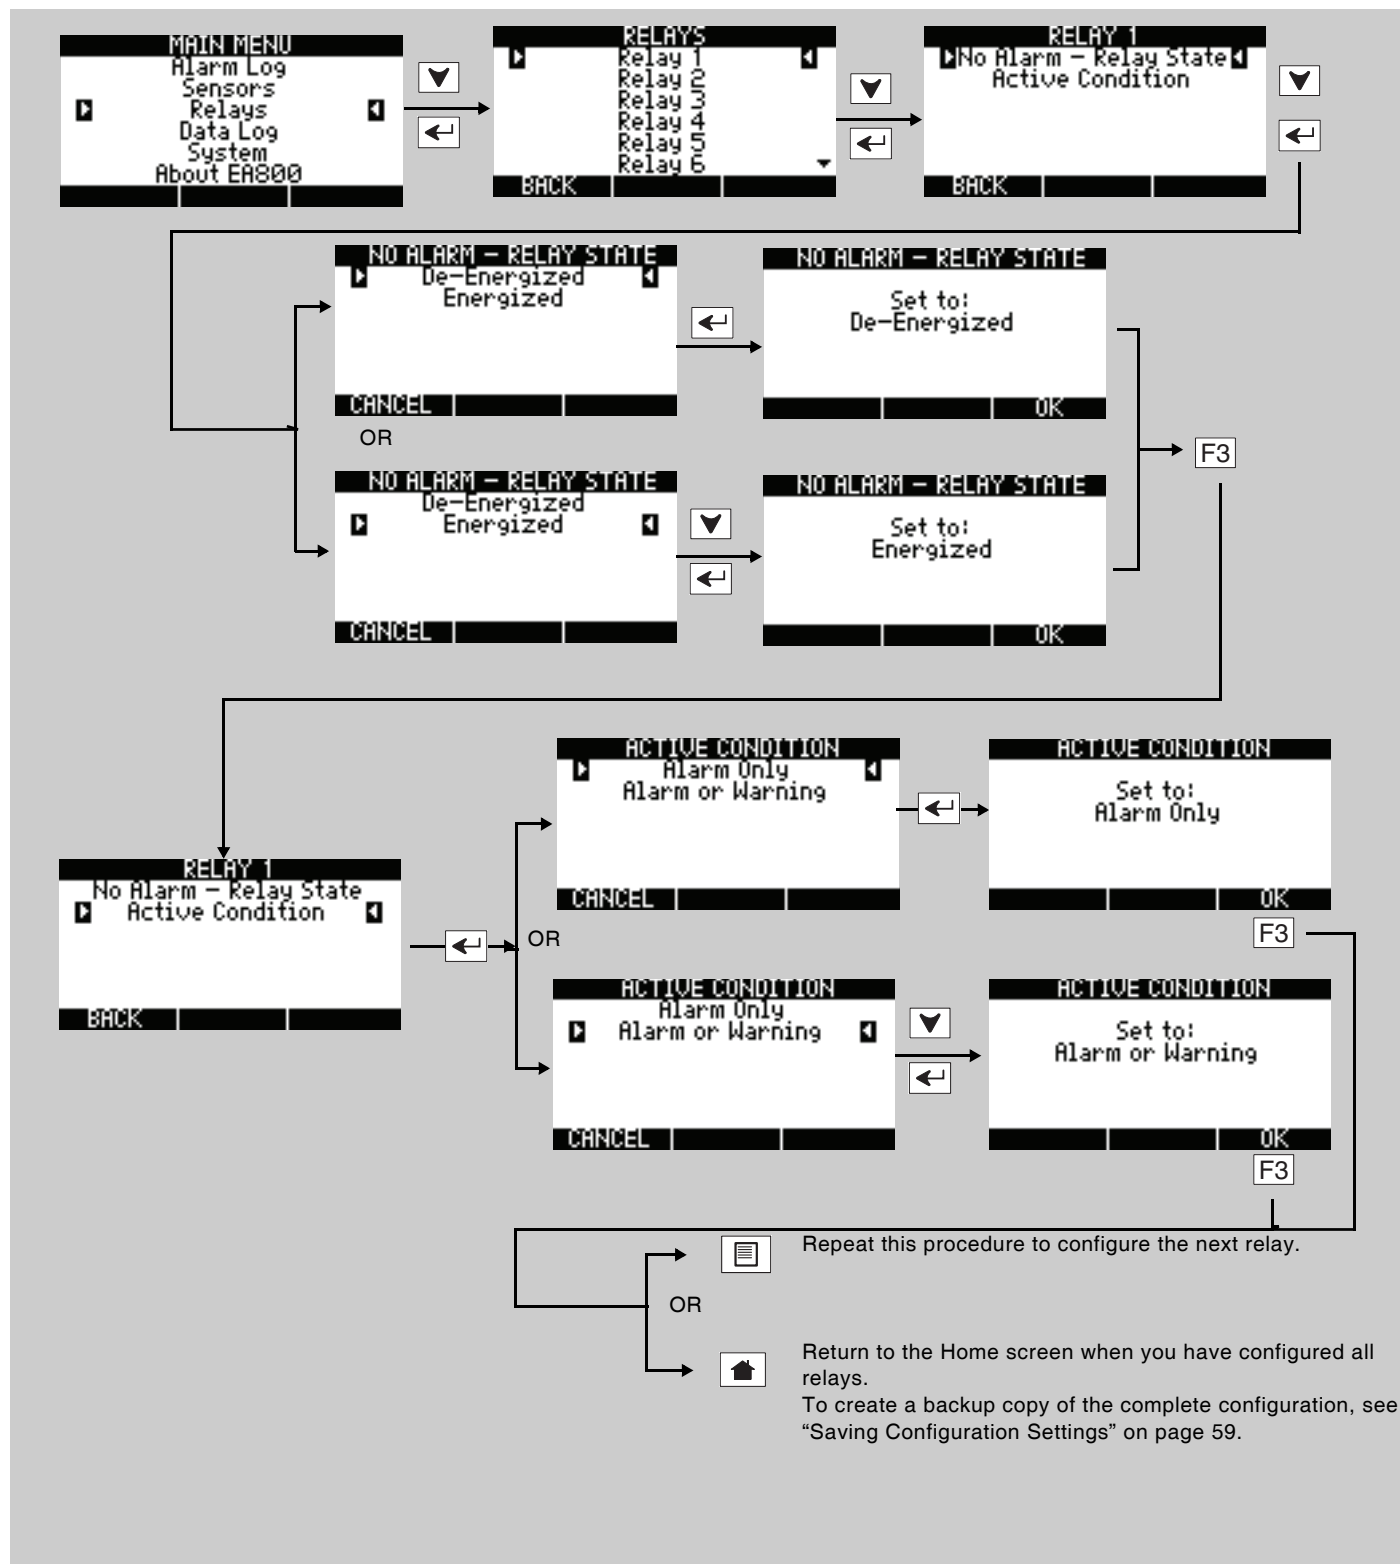 MAIN MENU
Alarm Log
Sensors
Relays
Data Log
System
About EA800
RELAYS
Relay 1
Relay 2
Relay 3
Relay 4
Relay 5
Relay 6
BACK
RELAY 1
No Alarm – Relay State
Active Condition
BACK
NO ALARM – RELAY STATE
De-Energized
Energized
CANCEL
NO ALARM – RELAY STATE
Set to:
De-Energized
OK
OR
F3
NO ALARM – RELAY STATE
De-Energized
Energized
CANCEL
NO ALARM – RELAY STATE
Set to:
Energized
OK
RELAY 1
No Alarm – Relay State
Active Condition
BACK
ACTIVE CONDITION
Alarm Only
Alarm or Warning
CANCEL
ACTIVE CONDITION
Set to:
Alarm Only
OK
F3
OR
ACTIVE CONDITION
Alarm Only
Alarm or Warning
CANCEL
ACTIVE CONDITION
Set to:
Alarm or Warning
OK
F3
Repeat this procedure to configure the next relay.
OR
Return to the Home screen when you have configured all
relays.
To create a backup copy of the complete configuration, see
“Saving Configuration Settings” on page 59.